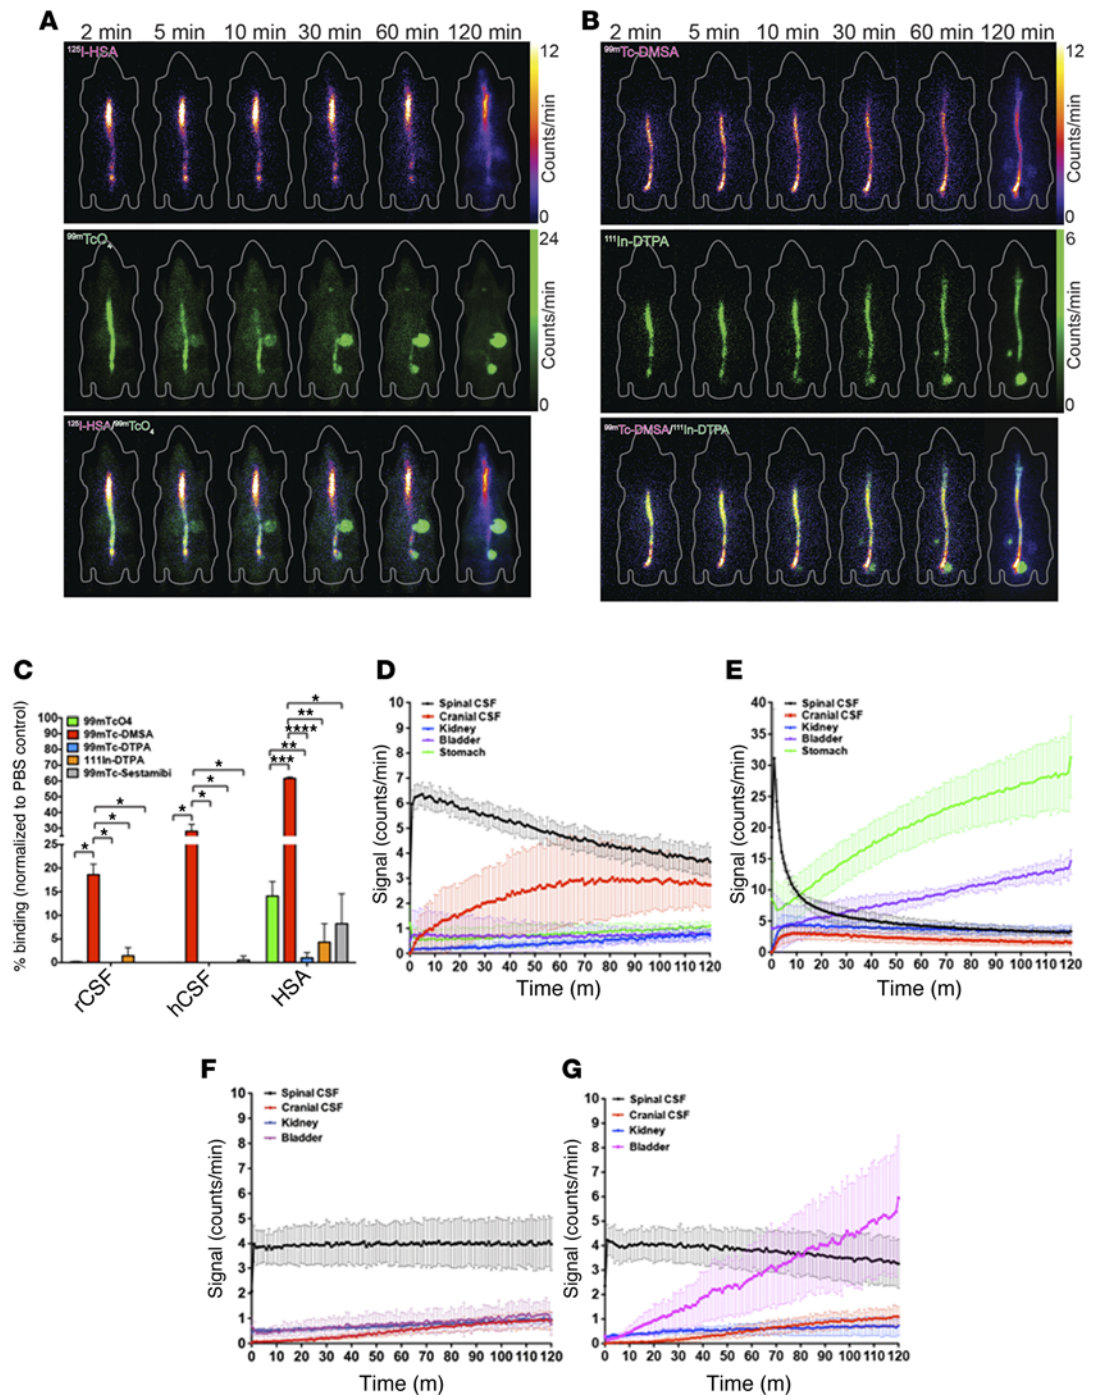 A
2 min 5 min 10 min 30 min 60 min 120 min
125I-HSA
12
Counts/min
0
99mTcO4
24
Counts/min
0
125I-HSA/99mTcO4
B
2 min 5 min 10 min 30 min 60 min 120 min
99mTc-DMSA
12
Counts/min
0
111In-DTPA
6
Counts/min
0
99mTc-DMSA/111In-DTPA
C
% binding (normalized to PBS control)
100
90
80
70
60
50
40
30
25
20
15
10
5
0
99mTcO4
99mTc-DMSA
99mTc-DTPA
111In-DTPA
99mTc-Sestamibi
* * * *
* * * *
*** ** **** ** *
rCSF hCSF HSA
D
Signal (counts/min)
10
9
8
7
6
5
4
3
2
1
0
Spinal CSF
Cranial CSF
Kidney
Bladder
Stomach
0 10 20 30 40 50 60 70 80 90 100 110 120
Time (m)
E
Signal (counts/min)
40
35
30
25
20
15
10
5
0
Spinal CSF
Cranial CSF
Kidney
Bladder
Stomach
0 10 20 30 40 50 60 70 80 90 100 110 120
Time (m)
F
Signal (counts/min)
10
9
8
7
6
5
4
3
2
1
0
Spinal CSF
Cranial CSF
Kidney
Bladder
0 10 20 30 40 50 60 70 80 90 100 110 120
Time (m)
G
Signal (counts/min)
10
9
8
7
6
5
4
3
2
1
0
Spinal CSF
Cranial CSF
Kidney
Bladder
0 10 20 30 40 50 60 70 80 90 100 110 120
Time (m)